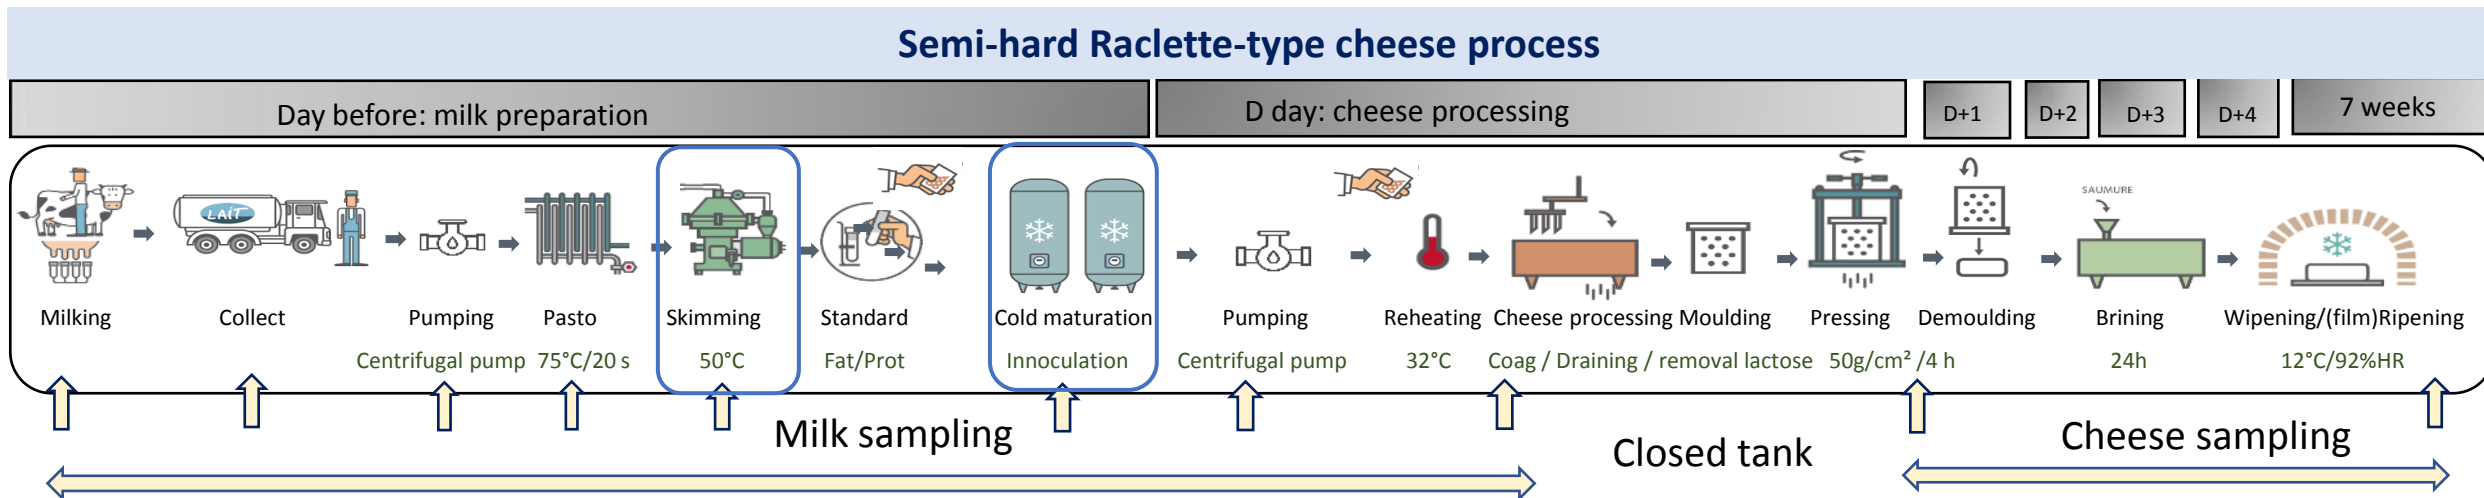 Semi-hard Raclette-type cheese process
Day before: milk preparation
D day: cheese processing
D+1
D+2
D+3
D+4
7 weeks
LAIT
SAUMURE
Milking
Collect
Pumping
Pasto
Skimming
Standard
Cold maturation
Pumping
Reheating
Cheese processing
Moulding
Pressing
Demoulding
Brining
Wipening/(film)Ripening
Centrifugal pump
75°C/20 s
50°C
Fat/Prot
Innoculation
Centrifugal pump
32°C
Coag / Draining / removal lactose
50g/cm² /4 h
24h
12°C/92%HR
Milk sampling
Closed tank
Cheese sampling